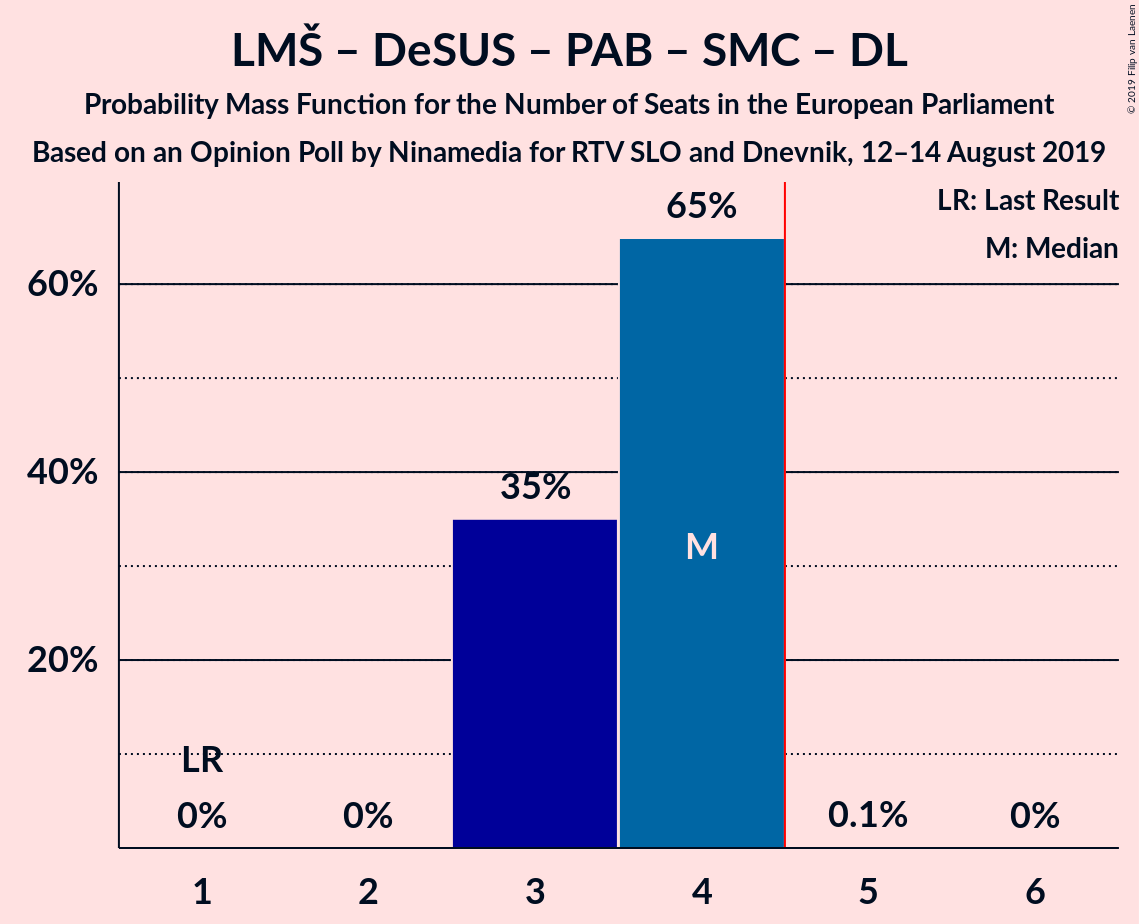 LMŠ – DeSUS – PAB – SMC – DL
Probability Mass Function for the Number of Seats in the European Parliament
Based on an Opinion Poll by Ninamedia for RTV SLO and Dnevnik, 12–14 August 2019
© 2019 Filip van Laenen
LR: Last Result
M: Median
65%
60%
40%
35%
M
20%
LR
0%
0%
0.1%
0%
1 2 3 4 5 6